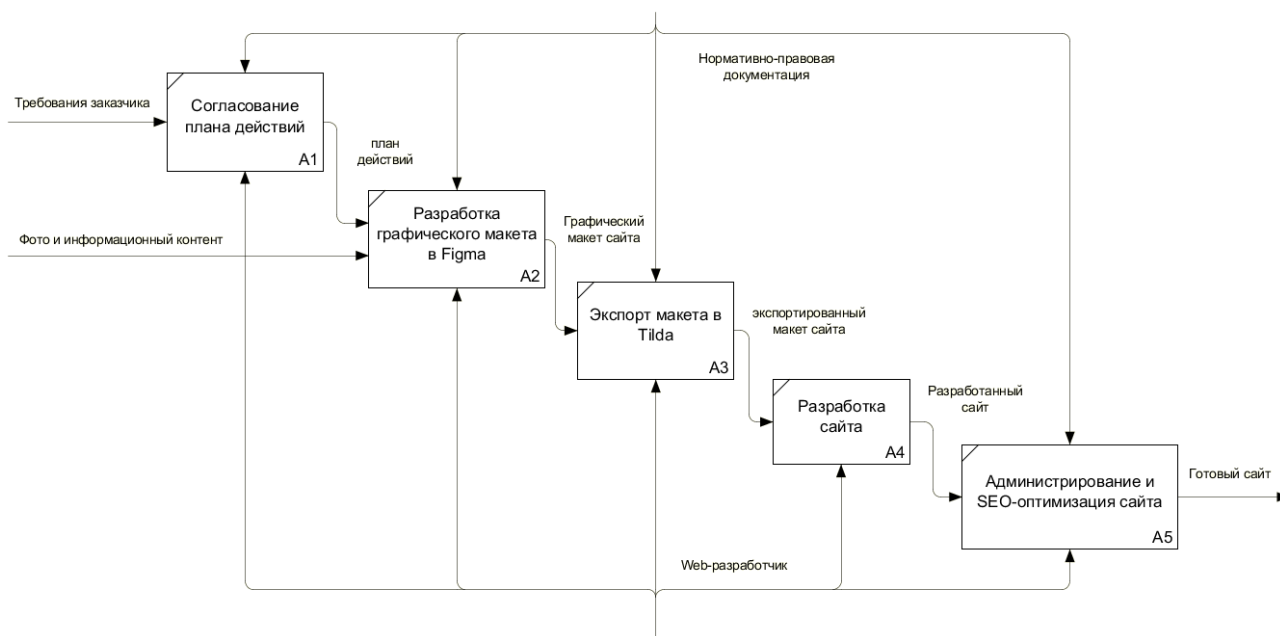 Нормативно-правовая
документация
Требования заказчика
Согласование
плана действий
A1
план
действий
Фото и информационный контент
Разработка
графического макета
в Figma
A2
Графический
макет сайта
Экспорт макета в
Tilda
A3
экспортированный
макет сайта
Разработка
сайта
A4
Разработанный
сайт
Администрирование и
SEO-оптимизация сайта
A5
Готовый сайт
Web-разработчик